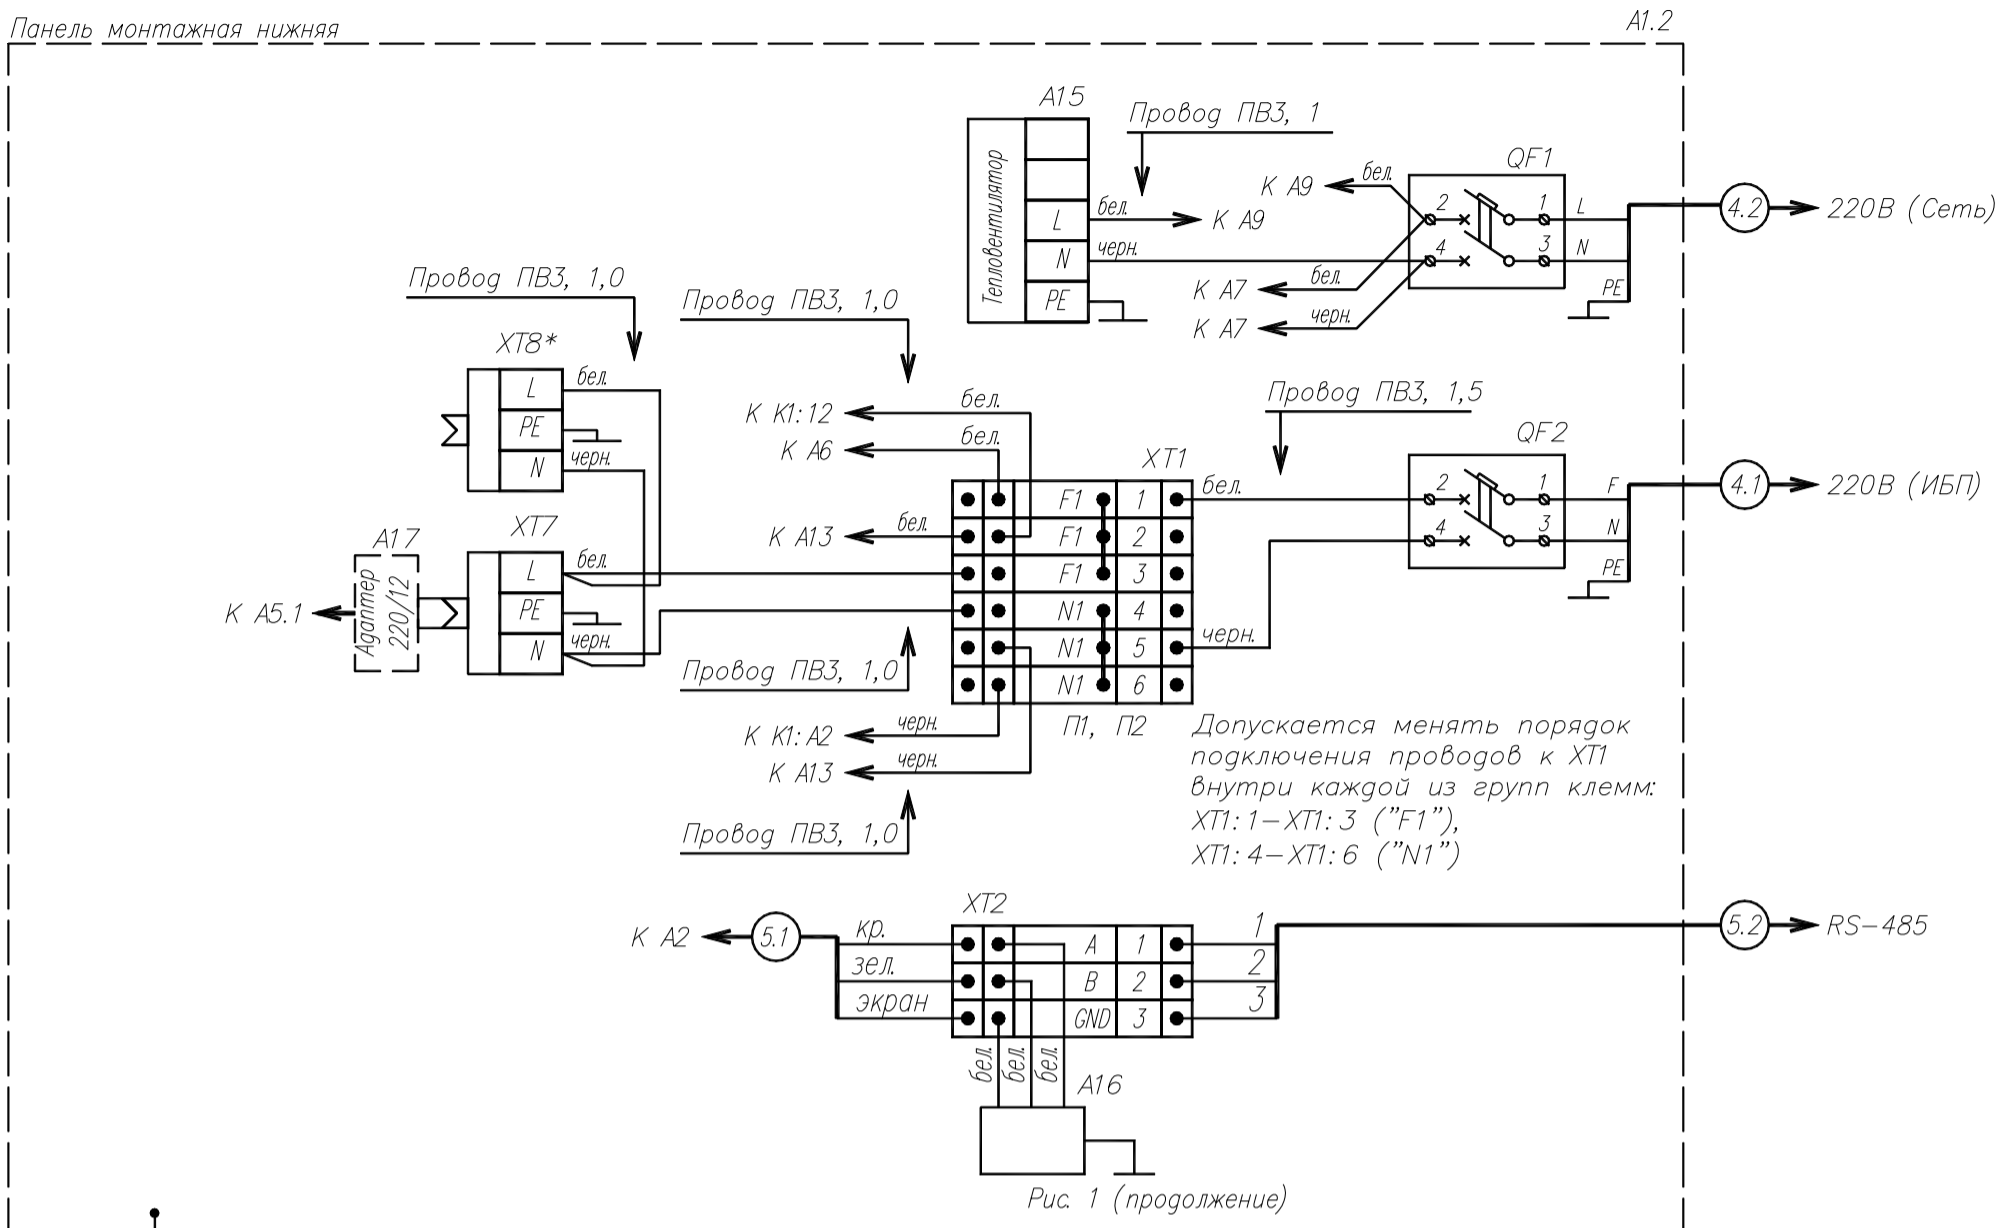 Панель монтажная нижняя
А1.2
А15
Провод ПВ3, 1
QF1
Тепловентилятор
L
N
PE
бел.
черн.
К А9
бел.
К А9
2
1
L
4
3
N
PE
4.2
220В (Сеть)
бел.
К А7
черн.
К А7
Провод ПВ3, 1,0
Провод ПВ3, 1,0
XT8*
L
PE
N
бел.
черн.
К К1:12
бел.
К А6
бел.
Провод ПВ3, 1,5
QF2
XT1
2
1
F
4
3
N
PE
4.1
220В (ИБП)
К А13
бел.
F1
1
бел.
F1
2
F1
3
N1
4
N1
5
черн.
N1
6
П1, П2
XT7
А17
Адаптер
220/12
К А5.1
L
PE
N
бел.
черн.
Провод ПВ3, 1,0
К К1:А2
черн.
К А13
черн.
Провод ПВ3, 1,0
Допускается менять порядок
подключения проводов к XT1
внутри каждой из групп клемм:
XT1:1–XT1:3 ("F1"),
XT1:4–XT1:6 ("N1")
XT2
К А2
5.1
кр.
зел.
экран
A
1
B
2
GND
3
1
2
3
5.2
RS-485
бел.
бел.
бел.
А16
Рис. 1 (продолжение)